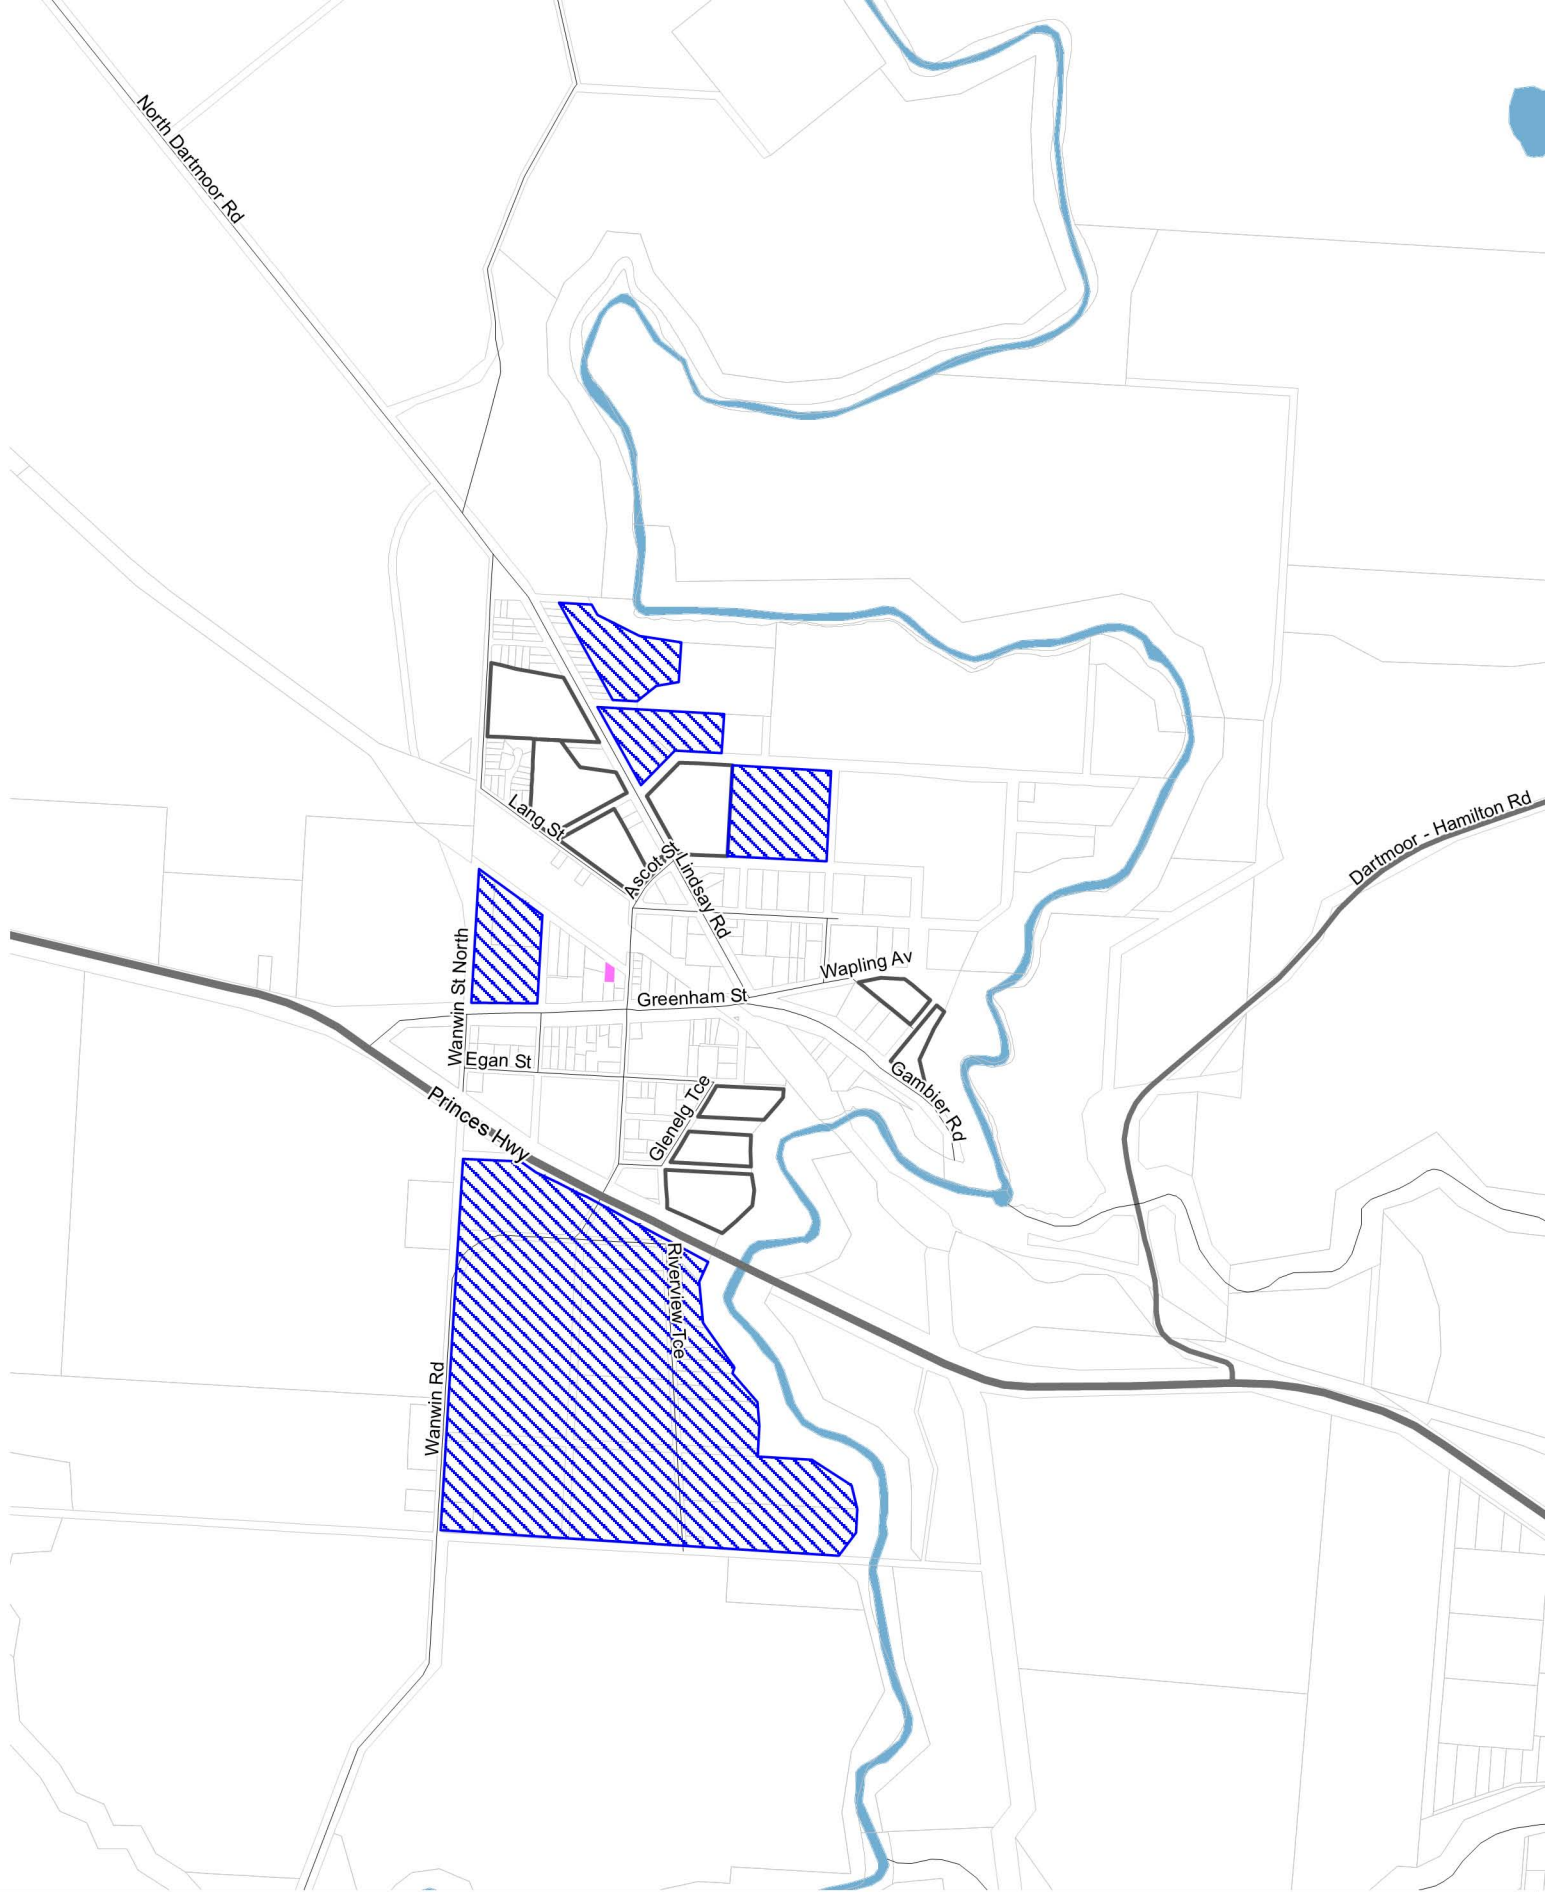 North Dartmoor Rd
Lang St
Ascot St
Lindsay Rd
Dartmoor - Hamilton Rd
Wanwin St North
Wapling Av
Greenham St
Egan St
Gambier Rd
Glenelg Tce
Princes Hwy
Riverview Tce
Wanwin Rd